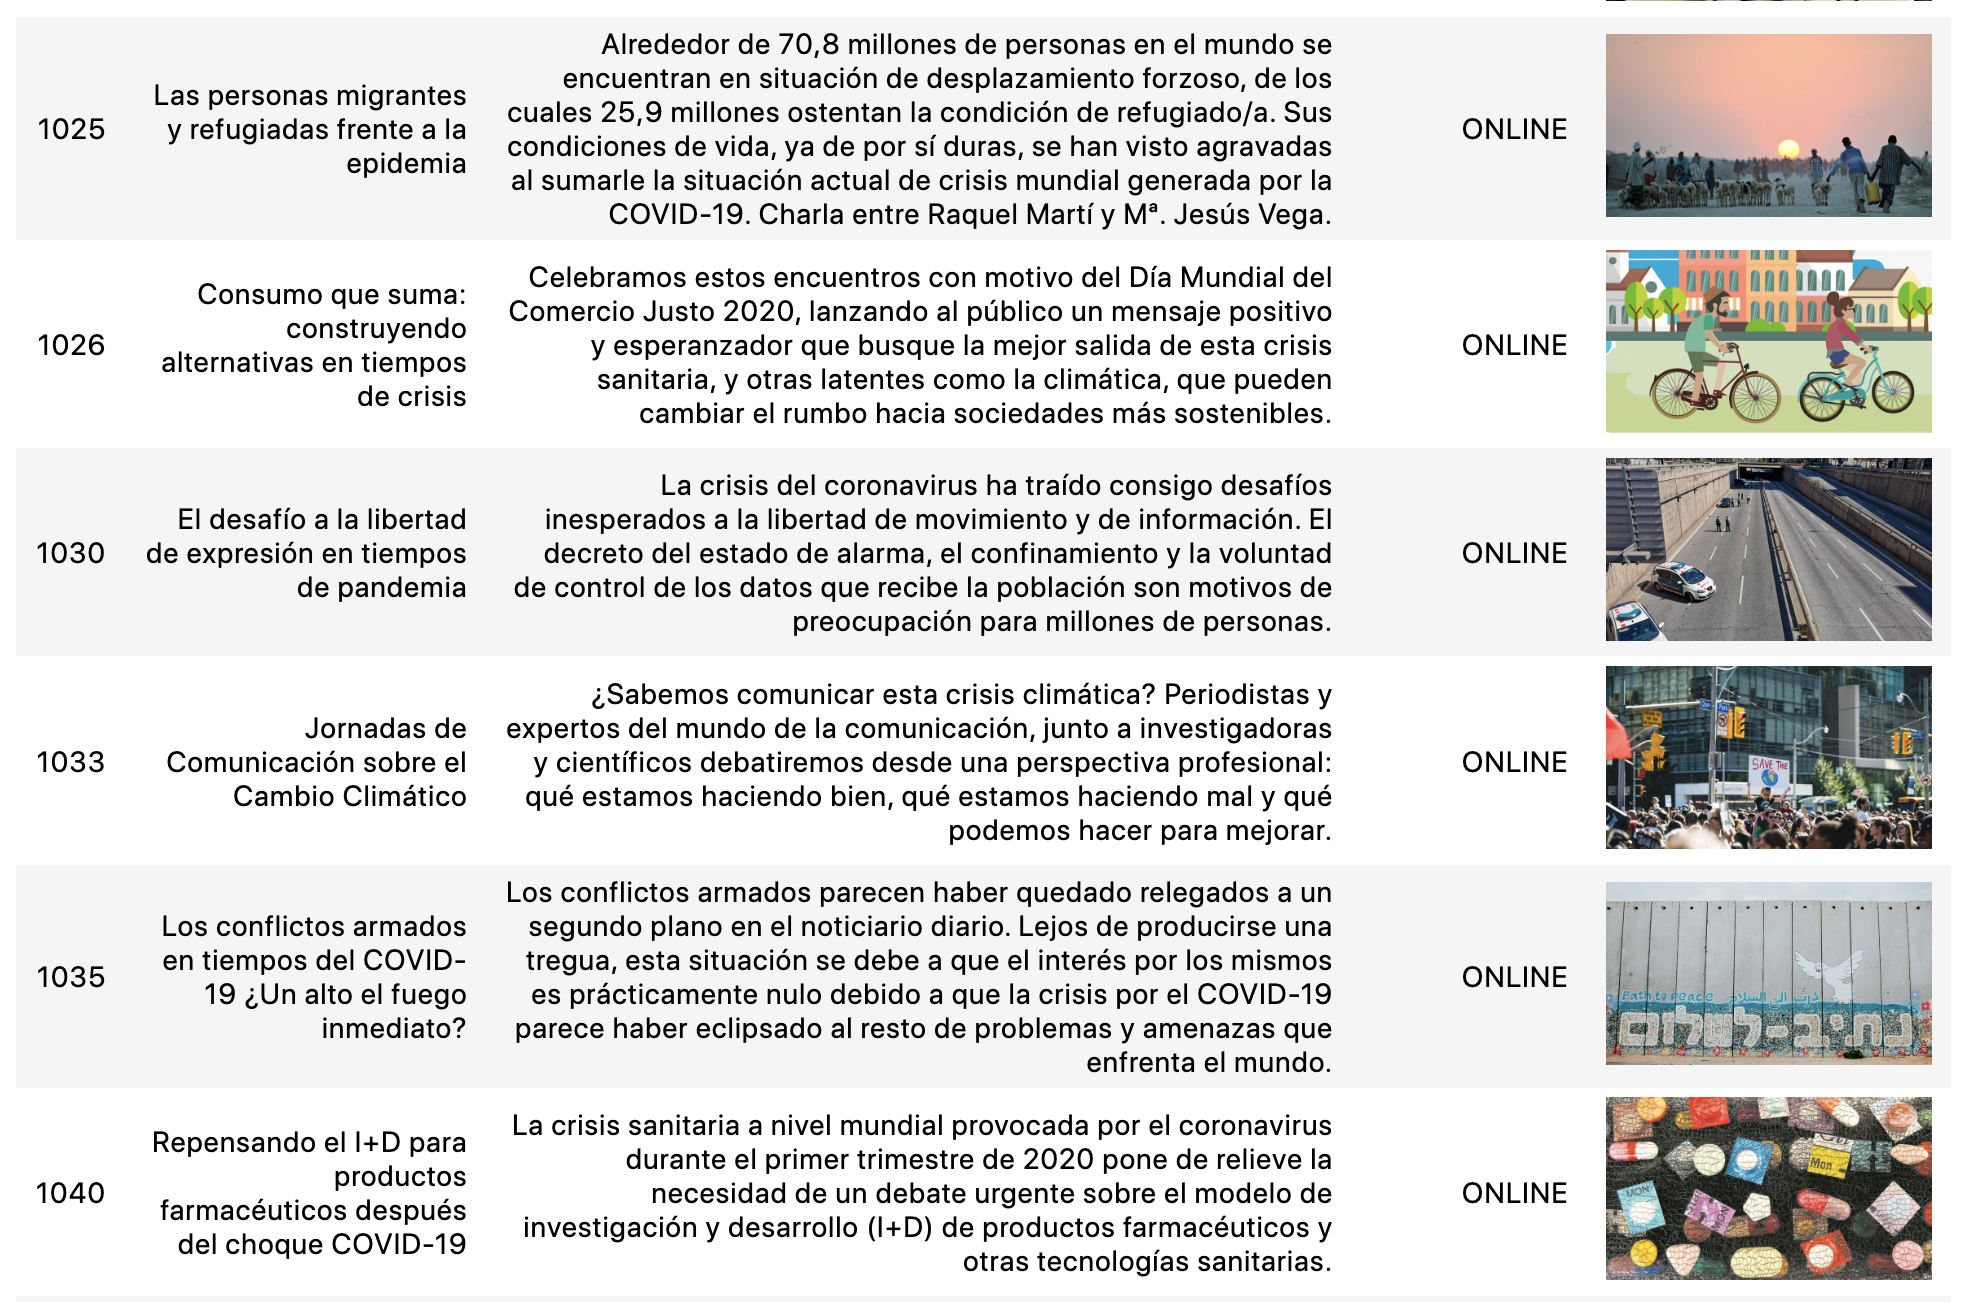 1025
Las personas migrantes
y refugiadas frente a la
epidemia
Alrededor de 70,8 millones de personas en el mundo se
encuentran en situación de desplazamiento forzoso, de los
cuales 25,9 millones ostentan la condición de refugiado/a. Sus
condiciones de vida, ya de por sí duras, se han visto agravadas
al sumarle la situación actual de crisis mundial generada por la
COVID-19. Charla entre Raquel Martí y Mª. Jesús Vega.
ONLINE
1026
Consumo que suma:
construyendo
alternativas en tiempos
de crisis
Celebramos estos encuentros con motivo del Día Mundial del
Comercio Justo 2020, lanzando al público un mensaje positivo
y esperanzador que busque la mejor salida de esta crisis
sanitaria, y otras latentes como la climática, que pueden
cambiar el rumbo hacia sociedades más sostenibles.
ONLINE
1030
El desafío a la libertad
de expresión en tiempos
de pandemia
La crisis del coronavirus ha traído consigo desafíos
inesperados a la libertad de movimiento y de información. El
decreto del estado de alarma, el confinamiento y la voluntad
de control de los datos que recibe la población son motivos de
preocupación para millones de personas.
ONLINE
1033
Jornadas de
Comunicación sobre el
Cambio Climático
¿Sabemos comunicar esta crisis climática? Periodistas y
expertos del mundo de la comunicación, junto a investigadoras
y científicos debatiremos desde una perspectiva profesional:
qué estamos haciendo bien, qué estamos haciendo mal y qué
podemos hacer para mejorar.
ONLINE
SAVE THE
1035
Los conflictos armados
en tiempos del COVID-
19 ¿Un alto el fuego
inmediato?
Los conflictos armados parecen haber quedado relegados a un
segundo plano en el noticiario diario. Lejos de producirse una
tregua, esta situación se debe a que el interés por los mismos
es prácticamente nulo debido a que la crisis por el COVID-19
parece haber eclipsado al resto de problemas y amenazas que
enfrenta el mundo.
ONLINE
Path to Peace درب الى السلام
נתיב-לשלום
1040
Repensando el I+D para
productos
farmacéuticos después
del choque COVID-19
La crisis sanitaria a nivel mundial provocada por el coronavirus
durante el primer trimestre de 2020 pone de relieve la
necesidad de un debate urgente sobre el modelo de
investigación y desarrollo (I+D) de productos farmacéuticos y
otras tecnologías sanitarias.
ONLINE
Mon
MON